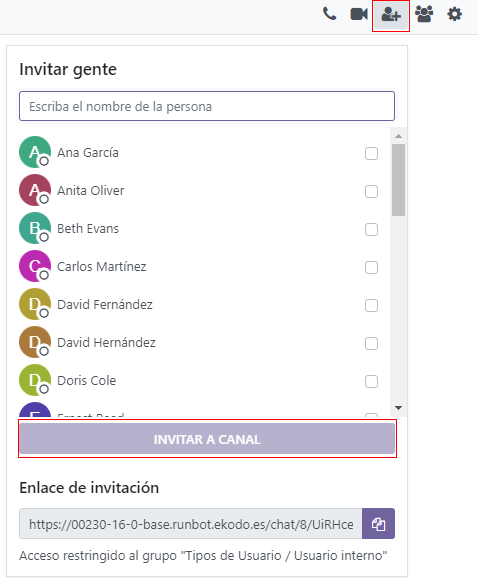 Invitar gente
Escriba el nombre de la persona
A Ana García
A Anita Oliver
B Beth Evans
C Carlos Martínez
D David Fernández
D David Hernández
D Doris Cole
INVITAR A CANAL
Enlace de invitación
https://00230-16-0-base.runbot.ekodo.es/chat/8/UiRHce
Acceso restringido al grupo "Tipos de Usuario / Usuario interno"